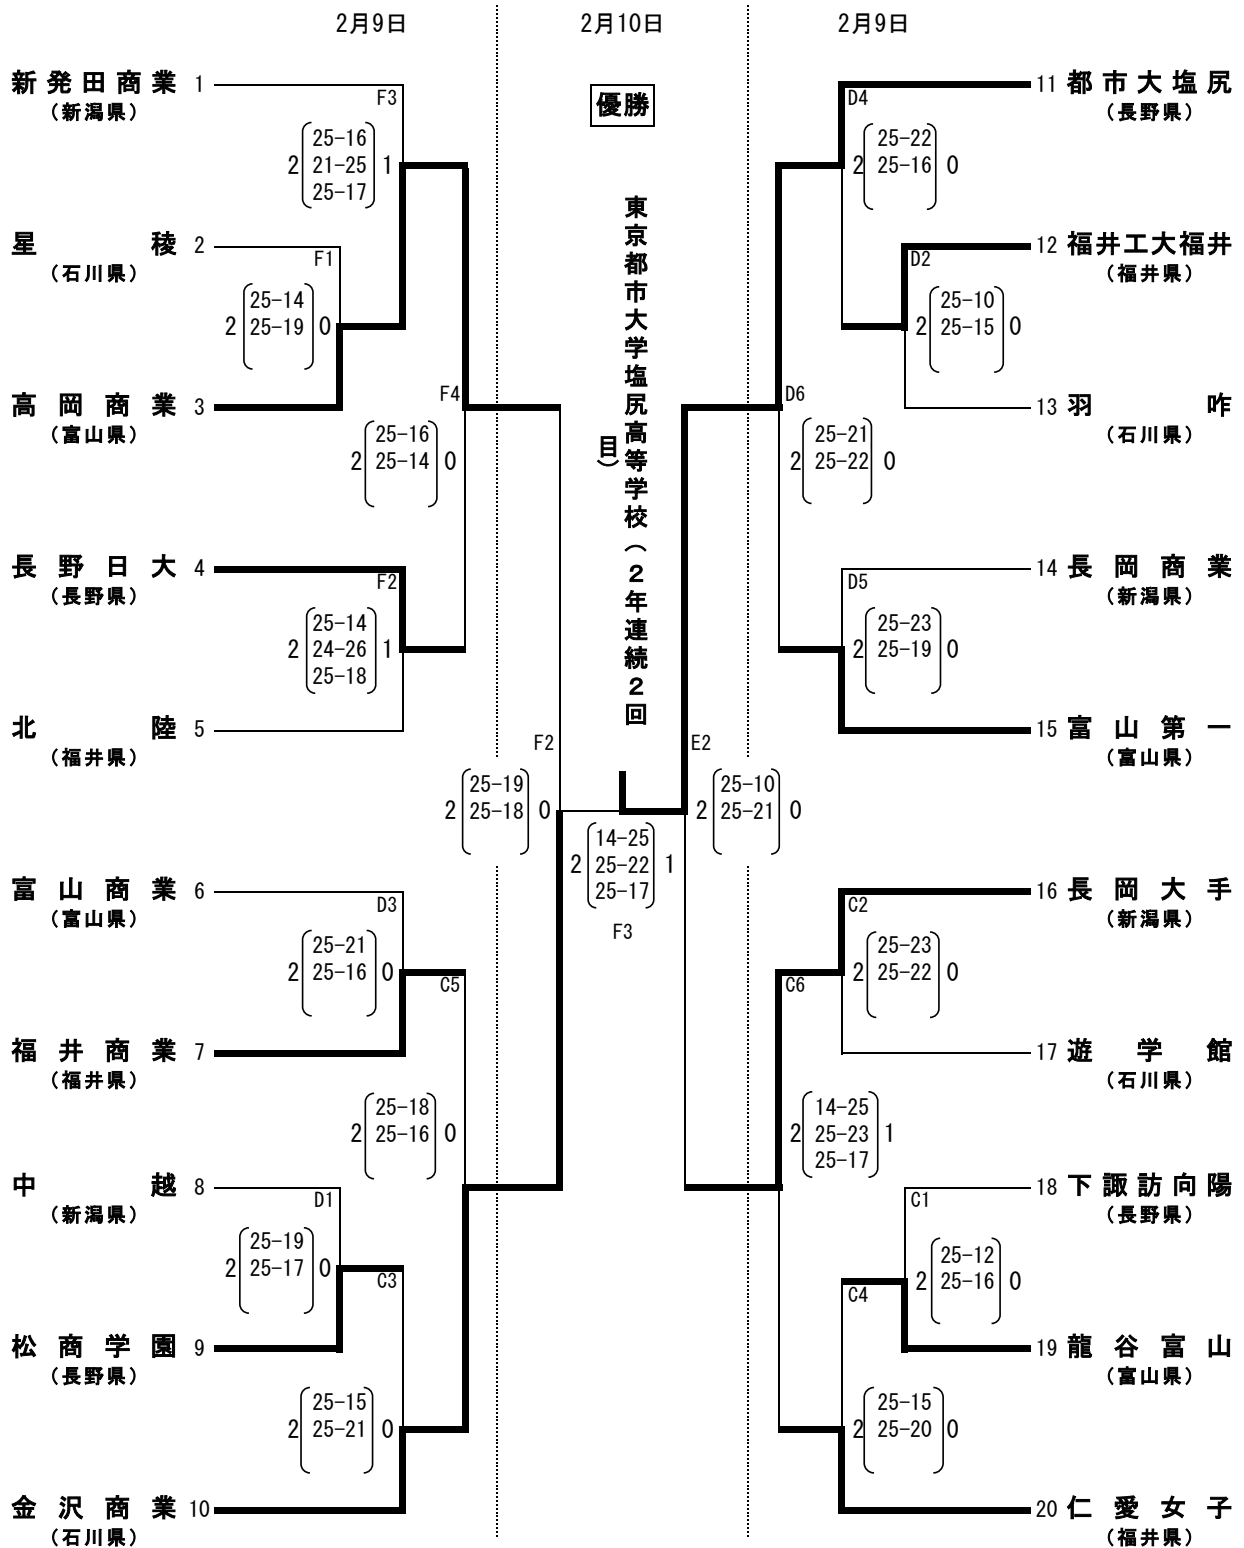 2月9日
2月10日
2月9日
優勝
東京都市大学塩尻高等学校（２年連続２回
目）
新発田商業 1
（新潟県）
F3
25-16
2 21-25 1
25-17
星稜 2
（石川県）
F1
25-14
2 25-19 0
高岡商業 3
（富山県）
F4
25-16
2 25-14 0
長野日大 4
（長野県）
F2
25-14
2 24-26 1
25-18
北陸 5
（福井県）
F2
25-19
2 25-18 0
富山商業 6
（富山県）
D3
25-21
2 25-16 0
C5
福井商業 7
（福井県）
25-18
2 25-16 0
中越 8
（新潟県）
D1
25-19
2 25-17 0
C3
松商学園 9
（長野県）
25-15
2 25-21 0
金沢商業 10
（石川県）
14-25
2 25-22 1
25-17
F3
11 都市大塩尻
（長野県）
D4
25-22
2 25-16 0
12 福井工大福井
（福井県）
D2
25-10
2 25-15 0
13 羽咋
（石川県）
D6
25-21
2 25-22 0
14 長岡商業
（新潟県）
D5
25-23
2 25-19 0
15 富山第一
（富山県）
E2
25-10
2 25-21 0
16 長岡大手
（新潟県）
C2
25-23
2 25-22 0
C6
17 遊学館
（石川県）
14-25
2 25-23 1
25-17
18 下諏訪向陽
（長野県）
C1
25-12
2 25-16 0
C4
19 龍谷富山
（富山県）
25-15
2 25-20 0
20 仁愛女子
（福井県）